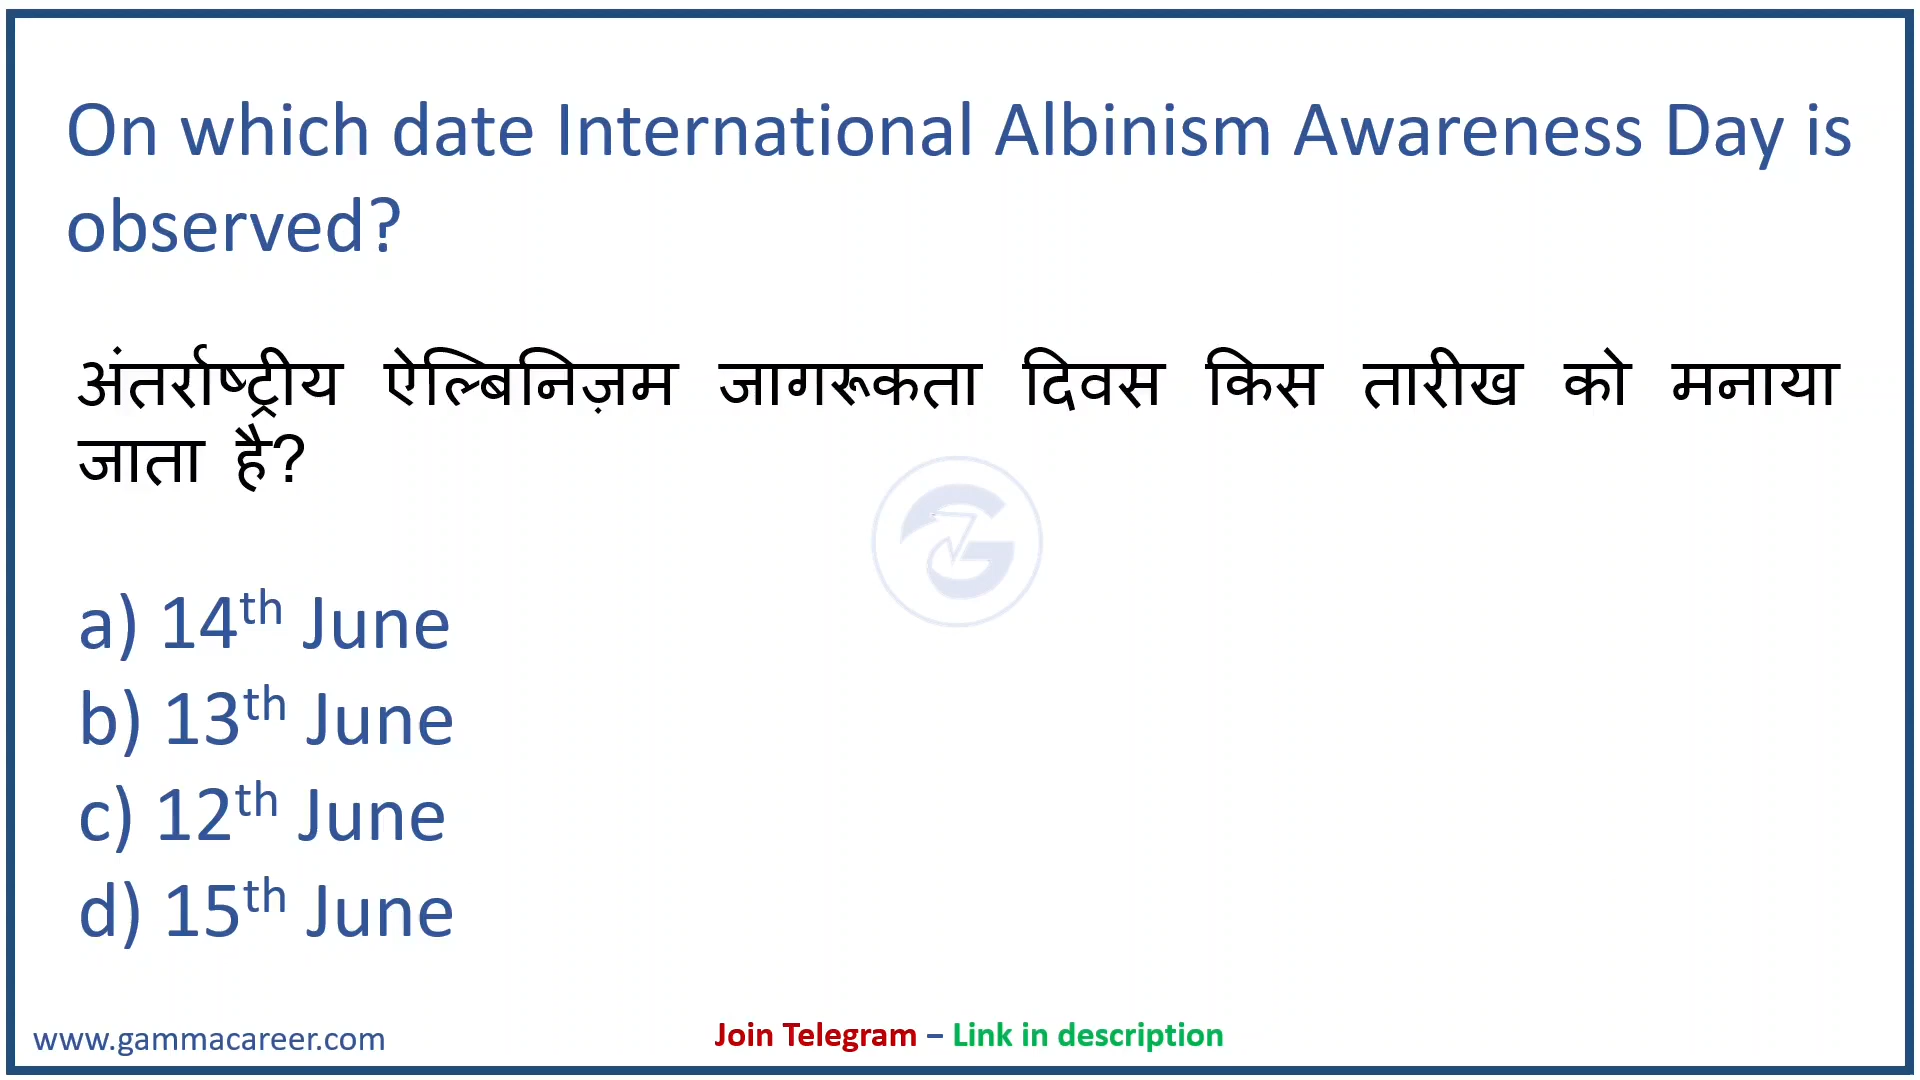 On which date International Albinism Awareness Day is
observed?
अंतर्राष्ट्रीय ऐल्बिनिज़म जागरूकता दिवस किस तारीख को मनाया
जाता है?
a) 14th June
b) 13th June
c) 12th June
d) 15th June
www.gammacareer.com
Join Telegram – Link in description